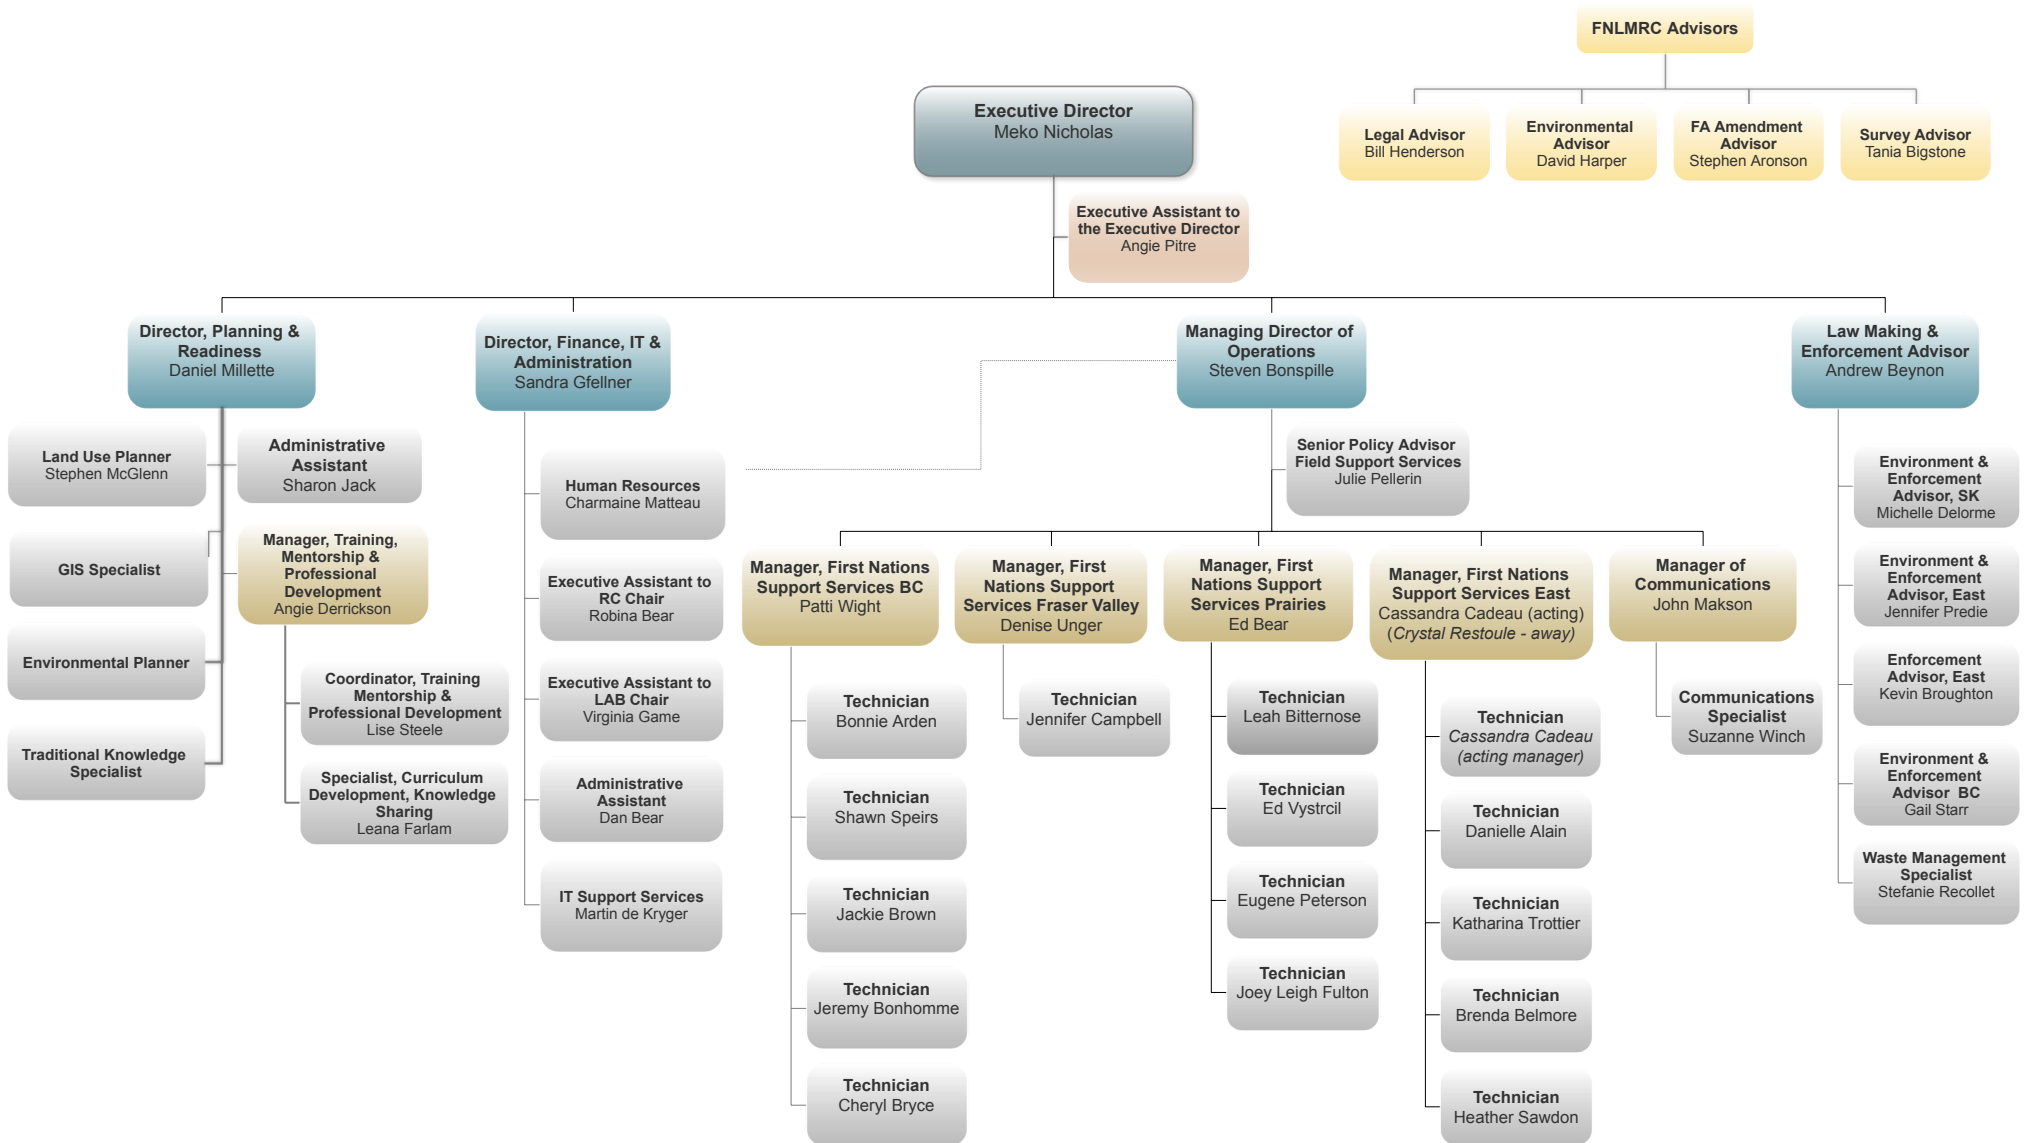 FNLMRC Advisors
Legal Advisor
Bill Henderson
Environmental
Advisor
David Harper
FA Amendment
Advisor
Stephen Aronson
Survey Advisor
Tania Bigstone
Executive Director
Meko Nicholas
Executive Assistant to
the Executive Director
Angie Pitre
Director, Planning &
Readiness
Daniel Millette
Land Use Planner
Stephen McGlenn
Administrative
Assistant
Sharon Jack
GIS Specialist
Manager, Training,
Mentorship &
Professional
Development
Angie Derrickson
Environmental Planner
Traditional Knowledge
Specialist
Coordinator, Training
Mentorship &
Professional Development
Lise Steele
Specialist, Curriculum
Development, Knowledge
Sharing
Leana Farlam
Director, Finance, IT &
Administration
Sandra Gfellner
Human Resources
Charmaine Matteau
Executive Assistant to
RC Chair
Robina Bear
Executive Assistant to
LAB Chair
Virginia Game
Administrative
Assistant
Dan Bear
IT Support Services
Martin de Kryger
Managing Director of
Operations
Steven Bonspille
Senior Policy Advisor
Field Support Services
Julie Pellerin
Manager, First Nations
Support Services BC
Patti Wight
Technician
Bonnie Arden
Technician
Shawn Speirs
Technician
Jackie Brown
Technician
Jeremy Bonhomme
Technician
Cheryl Bryce
Manager, First
Nations Support
Services Fraser Valley
Denise Unger
Technician
Jennifer Campbell
Manager, First
Nations Support
Services Prairies
Ed Bear
Technician
Leah Bitternose
Technician
Ed Vystrcil
Technician
Eugene Peterson
Technician
Joey Leigh Fulton
Manager, First Nations
Support Services East
Cassandra Cadeau (acting)
(Crystal Restoule - away)
Technician
Cassandra Cadeau
(acting manager)
Technician
Danielle Alain
Technician
Katharina Trottier
Technician
Brenda Belmore
Technician
Heather Sawdon
Manager of
Communications
John Makson
Communications
Specialist
Suzanne Winch
Law Making &
Enforcement Advisor
Andrew Beynon
Environment &
Enforcement
Advisor, SK
Michelle Delorme
Environment &
Enforcement
Advisor, East
Jennifer Predie
Enforcement
Advisor, East
Kevin Broughton
Environment &
Enforcement
Advisor BC
Gail Starr
Waste Management
Specialist
Stefanie Recollet